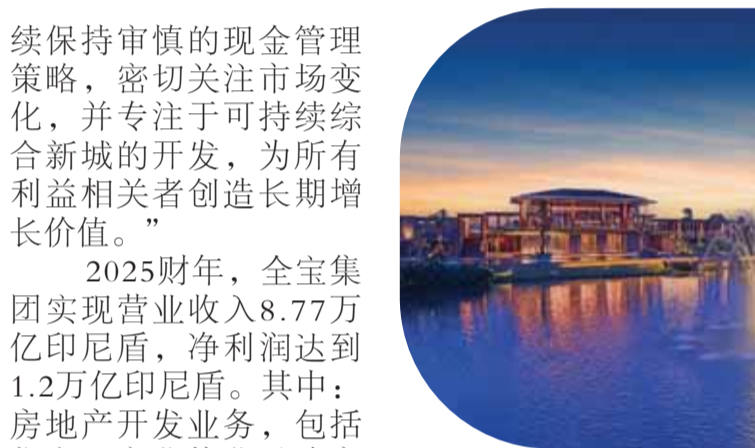 续保持审慎的现金管理
策略，密切关注市场变
化，并专注于可持续综
合新城的开发，为所有
利益相关者创造长期增
长价值。”
2025财年，全宝集
团实现营业收入8.77万
亿印尼盾，净利润达到
1.2万亿印尼盾。其中：
房地产开发业务，包括